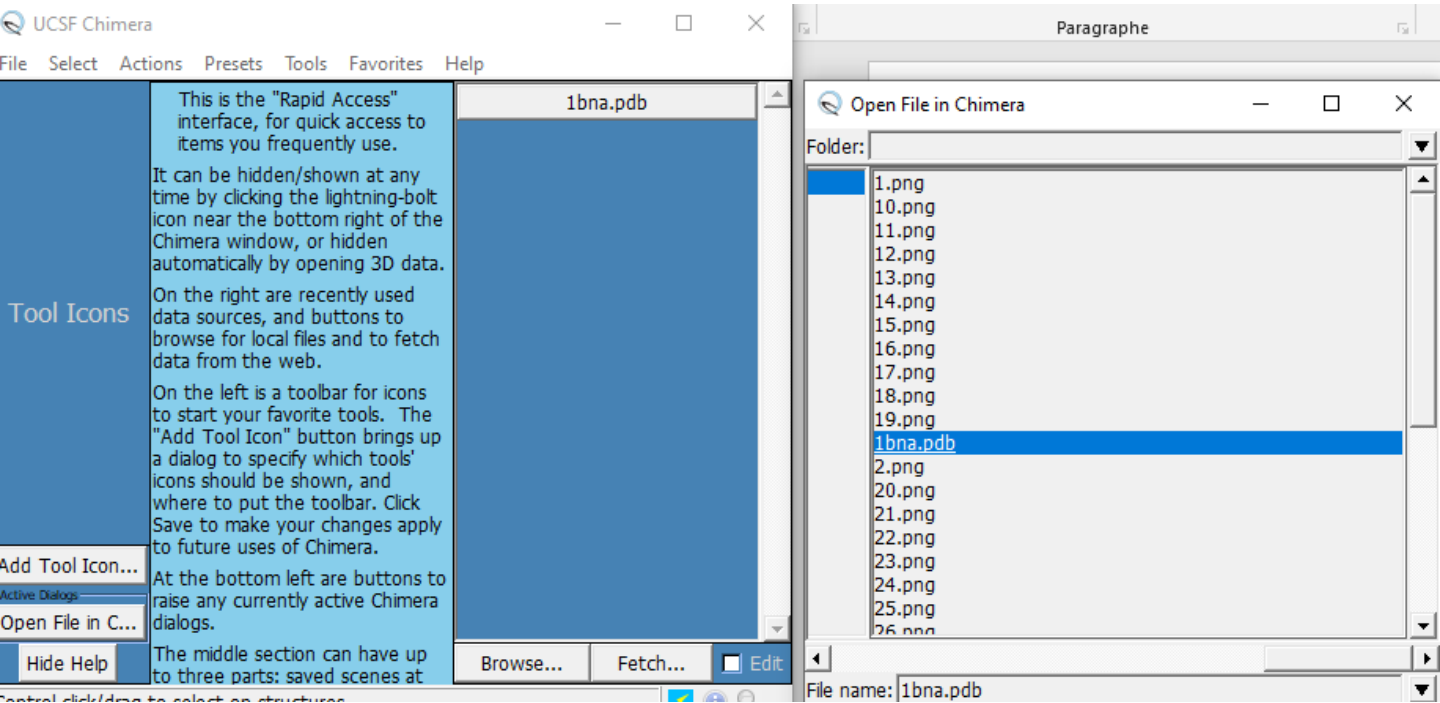 UCSF Chimera
File Select Actions Presets Tools Favorites Help
Tool Icons
Add Tool Icon...
Active Dialogs
Open File in C...
Hide Help
This is the "Rapid Access"
interface, for quick access to
items you frequently use.
It can be hidden/shown at any
time by clicking the lightning-bolt
icon near the bottom right of the
Chimera window, or hidden
automatically by opening 3D data.
On the right are recently used
data sources, and buttons to
browse for local files and to fetch
data from the web.
On the left is a toolbar for icons
to start your favorite tools. The
"Add Tool Icon" button brings up
a dialog to specify which tools'
icons should be shown, and
where to put the toolbar. Click
Save to make your changes apply
to future uses of Chimera.
At the bottom left are buttons to
raise any currently active Chimera
dialogs.
The middle section can have up
to three parts: saved scenes at
1bna.pdb
Browse... Fetch... Edit
Control click/drag to select on structures
Paragraphe
Open File in Chimera
Folder:
1.png
10.png
11.png
12.png
13.png
14.png
15.png
16.png
17.png
18.png
19.png
1bna.pdb
2.png
20.png
21.png
22.png
23.png
24.png
25.png
26.png
File name: 1bna.pdb